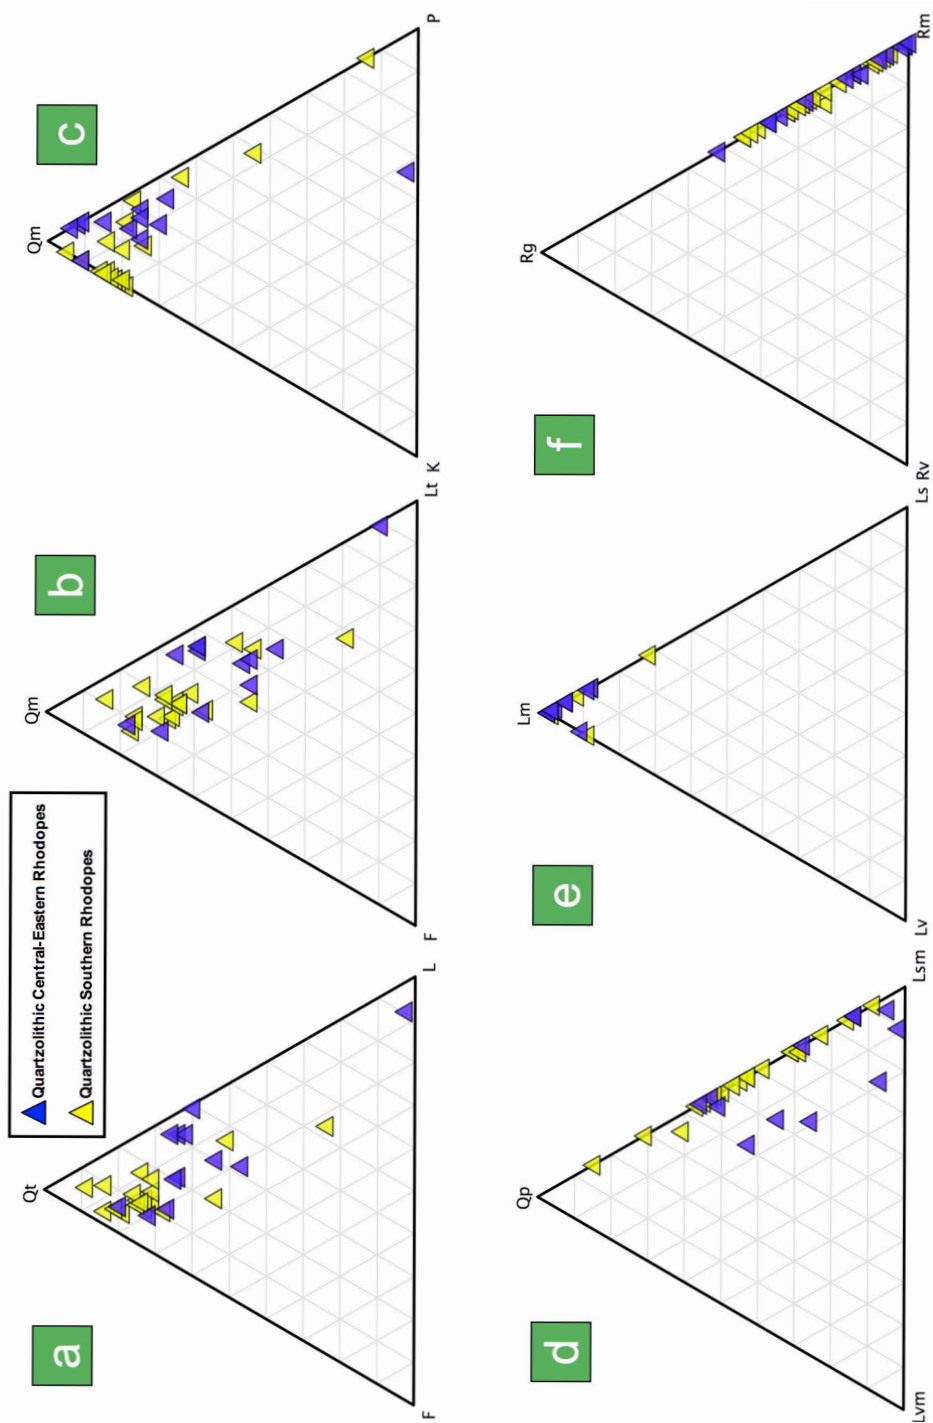 Quartzolithic Central-Eastern Rhodopes
Quartzolithic Southern Rhodopes
a
Qt
F
L
b
Qm
F
Lt
c
Qm
K
P
d
Qp
Lvm
Lsm
e
Lm
Lv
Ls
f
Rg
Rv
Rm